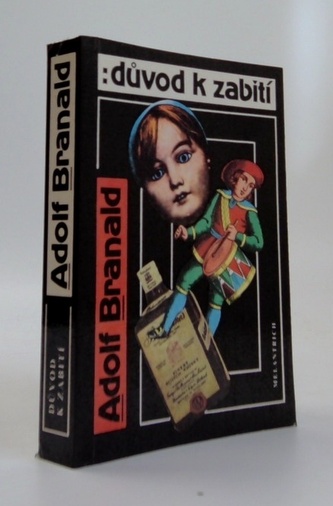 :důvod k zabití
Adolf Branald
MELANTRICH
Adolf Branald
DŮVOD
K ZABITÍ